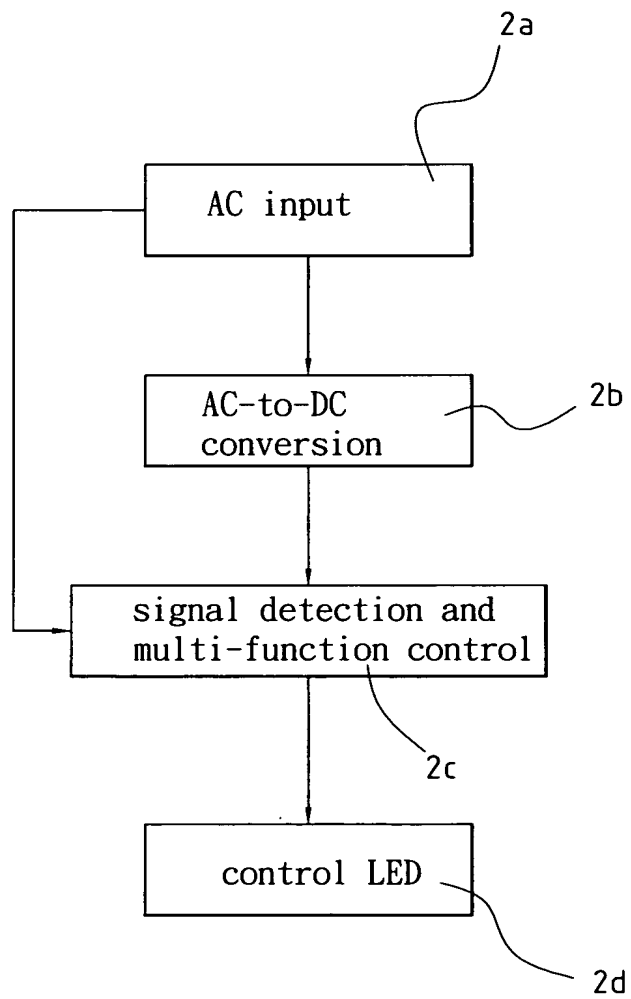 2a
AC input
AC-to-DC
conversion
2b
signal detection and
multi-function control
2c
control LED
2d